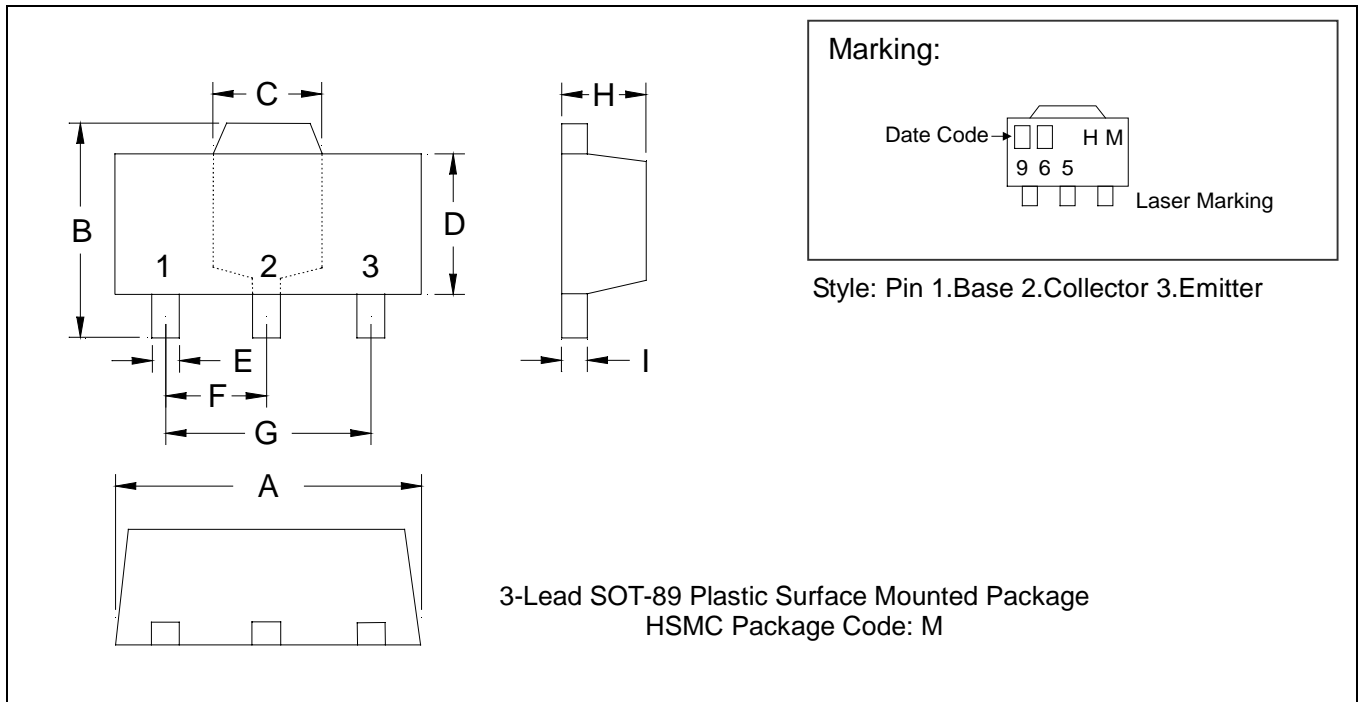 Marking:
C
H
Date Code
H M
9 6 5
Laser Marking
B
D
1 2 3
Style: Pin 1.Base 2.Collector 3.Emitter
E
I
F
G
A
3-Lead SOT-89 Plastic Surface Mounted Package
HSMC Package Code: M